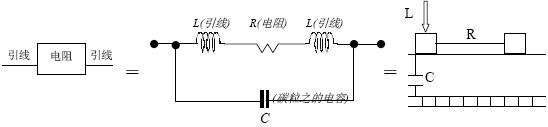 引线 电阻 引线
=
L(引线) R(电阻) L(引线)
(碳粒之的电容)
C
=
L
R
C